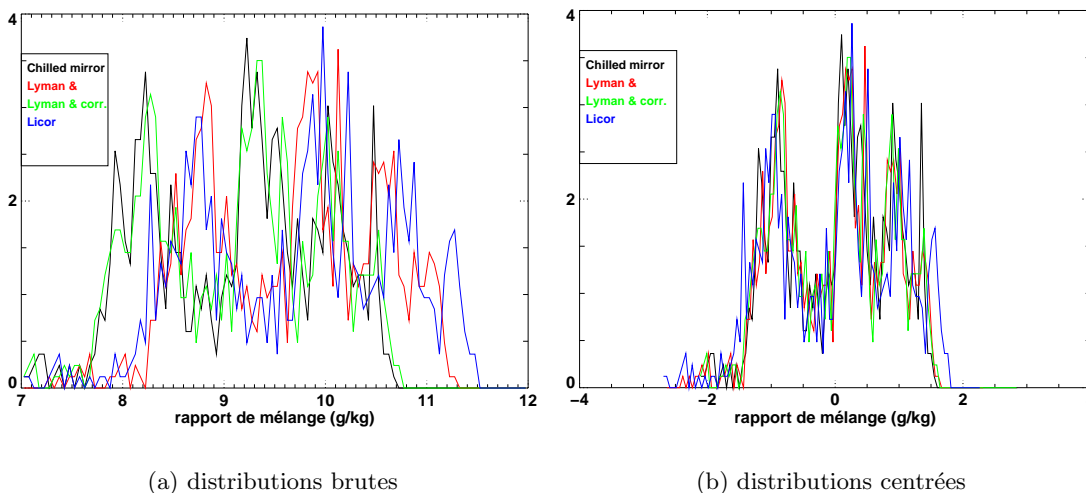 4
2
0
Chilled mirror
Lyman &
Lyman & corr.
Licor
7 8 9 10 11 12
rapport de mélange (g/kg)
(a) distributions brutes
4
2
0
Chilled mirror
Lyman &
Lyman & corr.
Licor
−4 −2 0 2
rapport de mélange (g/kg)
(b) distributions centrées